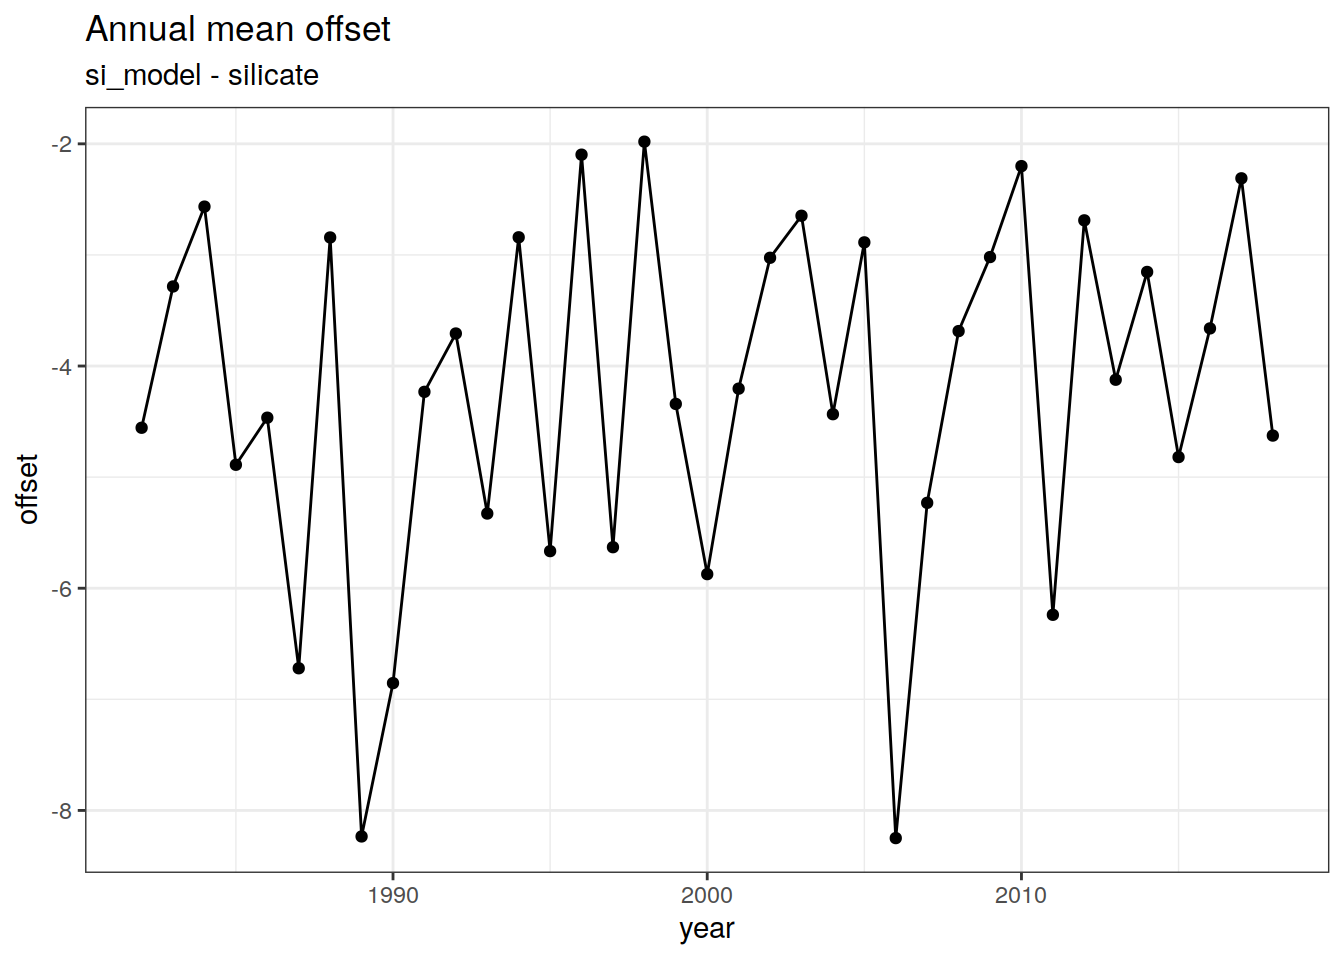 Annual mean offset
si_model - silicate
-2
-4
-6
-8
offset
1990
2000
2010
year